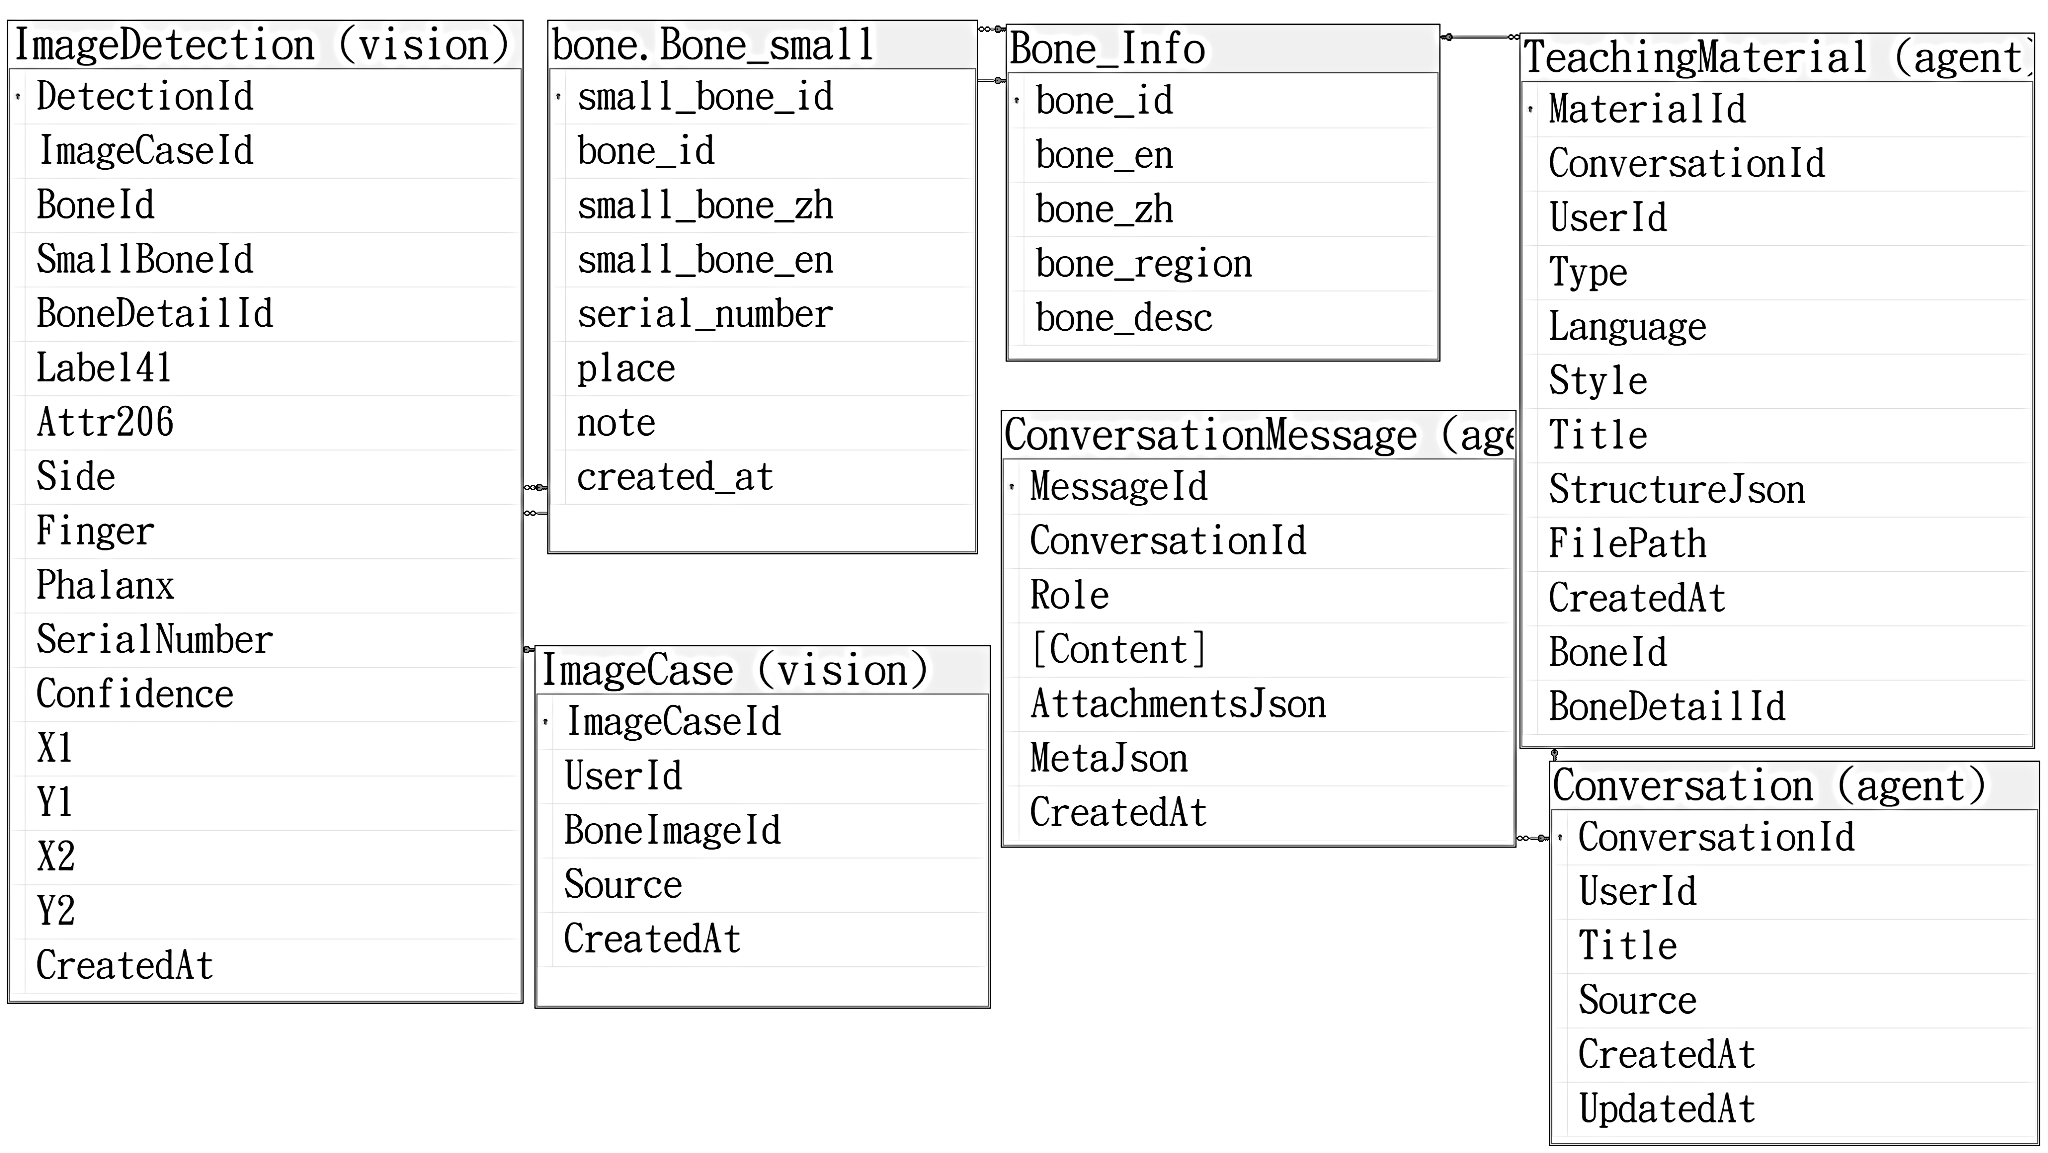 ImageDetection (vision)
DetectionId
ImageCaseId
BoneId
SmallBoneId
BoneDetailId
Label41
Attr206
Side
Finger
Phalanx
SerialNumber
Confidence
X1
Y1
X2
Y2
CreatedAt
bone.Bone_small
small_bone_id
bone_id
small_bone_zh
small_bone_en
serial_number
place
note
created_at
ImageCase (vision)
ImageCaseId
UserId
BoneImageId
Source
CreatedAt
Bone_Info
bone_id
bone_en
bone_zh
bone_region
bone_desc
ConversationMessage (age
MessageId
ConversationId
Role
[Content]
AttachmentsJson
MetaJson
CreatedAt
TeachingMaterial (agent)
MaterialId
ConversationId
UserId
Type
Language
Style
Title
StructureJson
FilePath
CreatedAt
BoneId
BoneDetailId
Conversation (agent)
ConversationId
UserId
Title
Source
CreatedAt
UpdatedAt